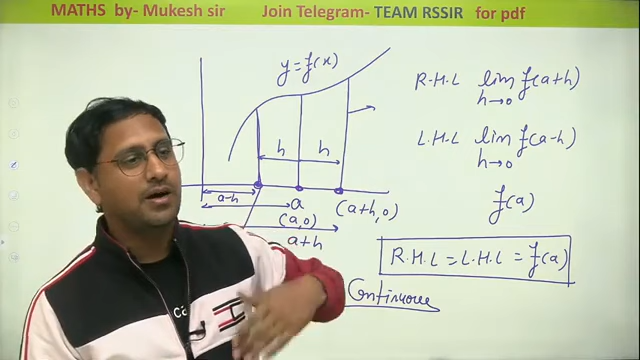 MATHS by- Mukesh sir Join Telegram- TEAM RSSIR for pdf
y=f(x)
R.H.L lim f(a+h)
h→0
L.H.L lim f(a-h)
h→0
h h
a-h
a
(a,0)
(a+h,0)
a+h
f(a)
R.H.L = L.H.L = f(a)
Continuous